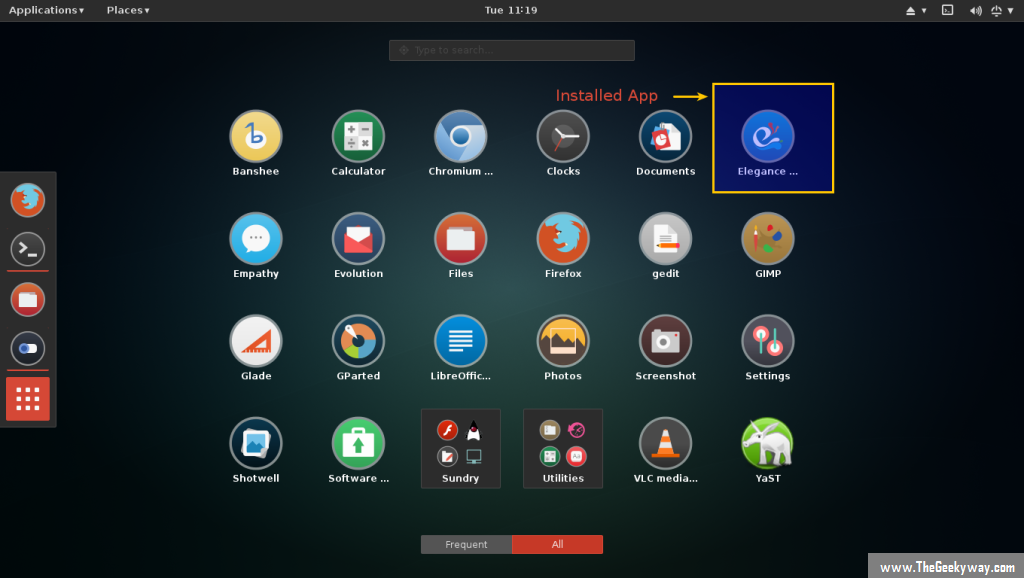 Applications▾ Places▾ Tue 11:19
Type to search...
Installed App
Banshee Calculator Chromium ... Clocks Documents Elegance ...
Empathy Evolution Files Firefox gedit GIMP
Glade GParted LibreOffic... Photos Screenshot Settings
Shotwell Software ... Sundry Utilities VLC media... YaST
Frequent All
www.TheGeekyway.com